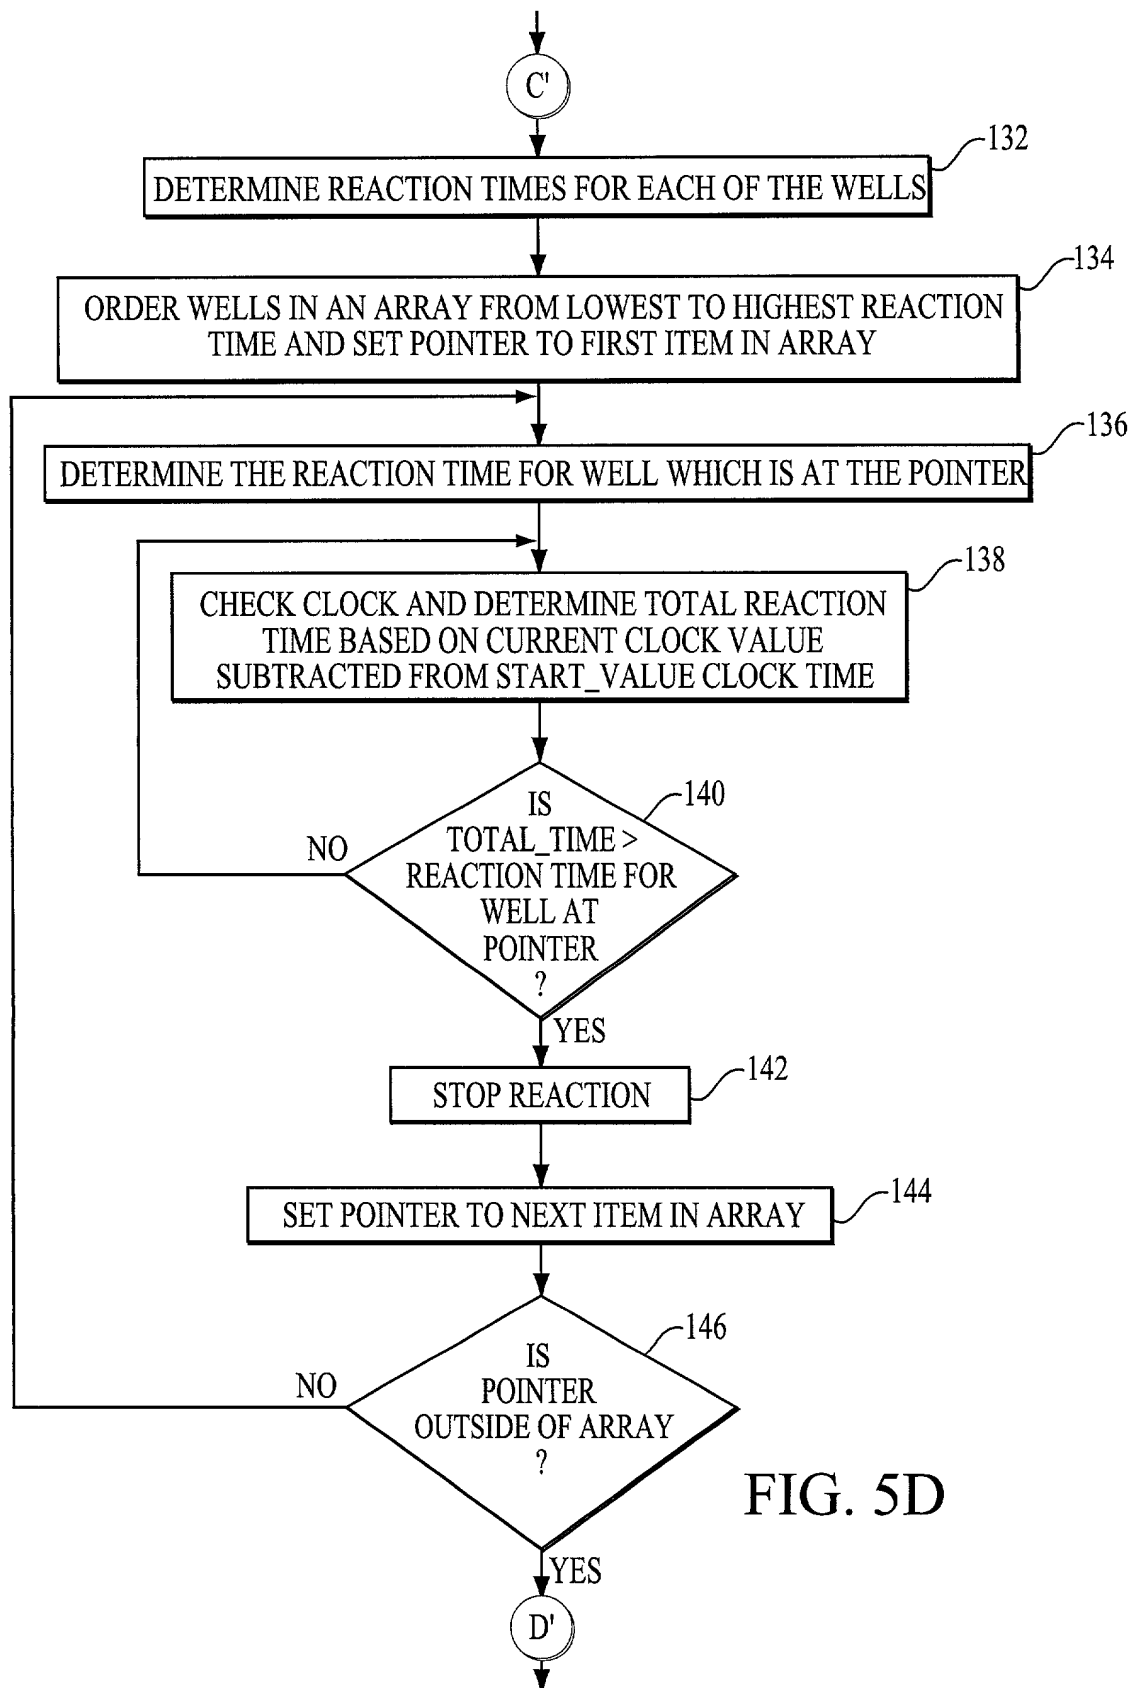 C'
132
DETERMINE REACTION TIMES FOR EACH OF THE WELLS
134
ORDER WELLS IN AN ARRAY FROM LOWEST TO HIGHEST REACTION
TIME AND SET POINTER TO FIRST ITEM IN ARRAY
136
DETERMINE THE REACTION TIME FOR WELL WHICH IS AT THE POINTER
138
CHECK CLOCK AND DETERMINE TOTAL REACTION
TIME BASED ON CURRENT CLOCK VALUE
SUBTRACTED FROM START_VALUE CLOCK TIME
140
IS
TOTAL_TIME >
REACTION TIME FOR
WELL AT
POINTER
?
NO
YES
142
STOP REACTION
144
SET POINTER TO NEXT ITEM IN ARRAY
146
IS
POINTER
OUTSIDE OF ARRAY
?
NO
YES
FIG. 5D
D'